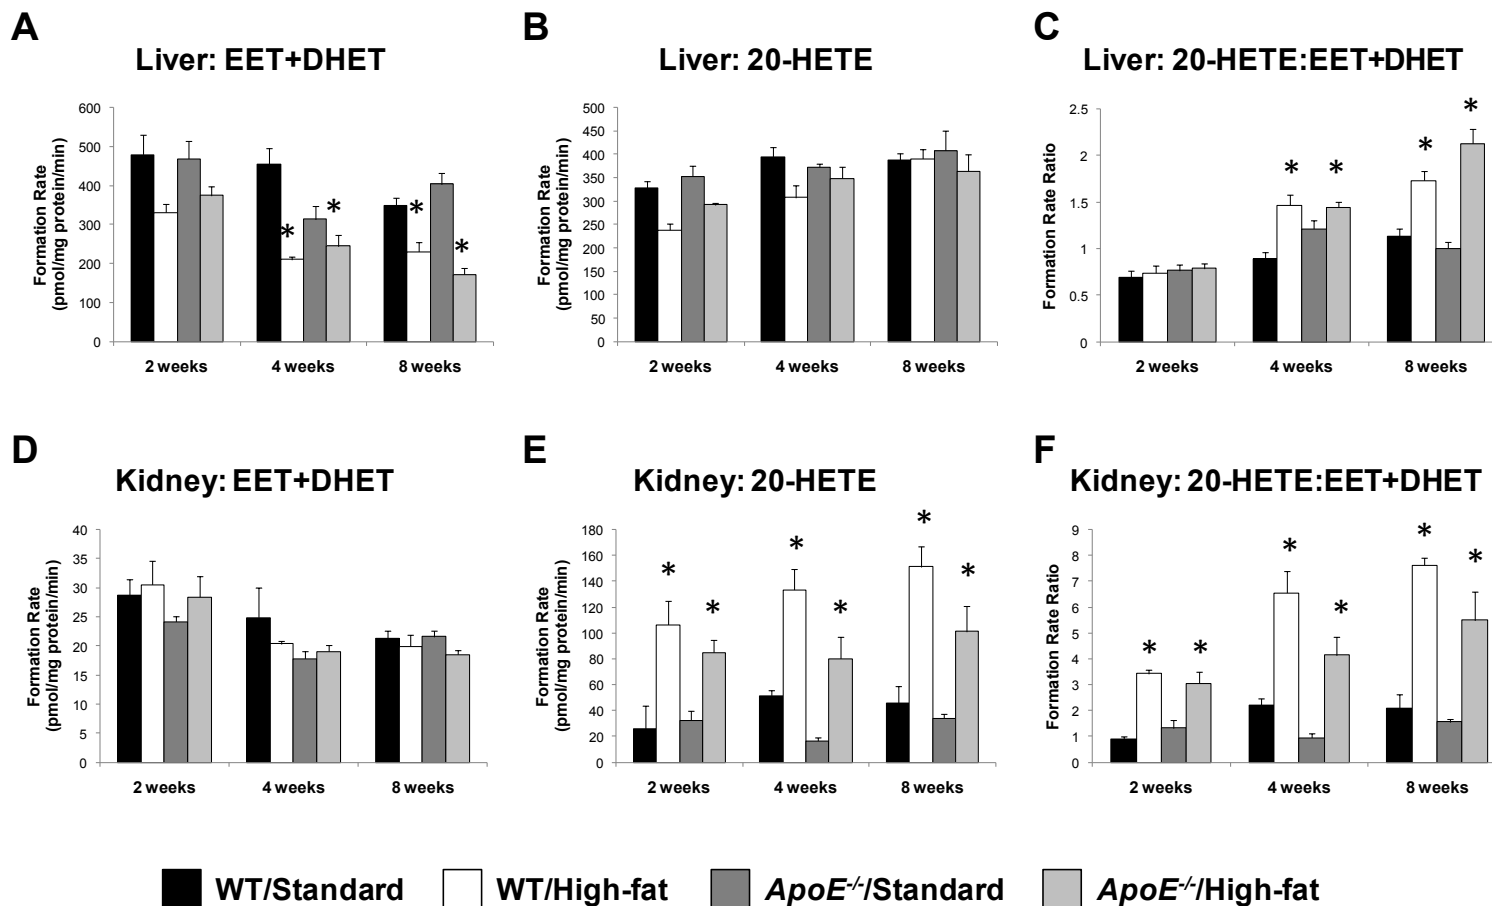 A
Liver: EET+DHET
Formation Rate
(pmol/mg protein/min)
600
500
400
300
200
100
0
*
*
*
*
2 weeks
4 weeks
8 weeks
B
Liver: 20-HETE
Formation Rate
(pmol/mg protein/min)
500
450
400
350
300
250
200
150
100
50
0
2 weeks
4 weeks
8 weeks
C
Liver: 20-HETE:EET+DHET
Formation Rate Ratio
2.5
2
1.5
1
0.5
0
*
*
*
*
2 weeks
4 weeks
8 weeks
D
Kidney: EET+DHET
Formation Rate
(pmol/mg protein/min)
40
35
30
25
20
15
10
5
0
2 weeks
4 weeks
8 weeks
E
Kidney: 20-HETE
Formation Rate
(pmol/mg protein/min)
180
160
140
120
100
80
60
40
20
0
*
*
*
*
*
*
2 weeks
4 weeks
8 weeks
F
Kidney: 20-HETE:EET+DHET
Formation Rate Ratio
9
8
7
6
5
4
3
2
1
0
*
*
*
*
*
*
2 weeks
4 weeks
8 weeks
WT/Standard
WT/High-fat
ApoE-/-/Standard
ApoE-/-/High-fat